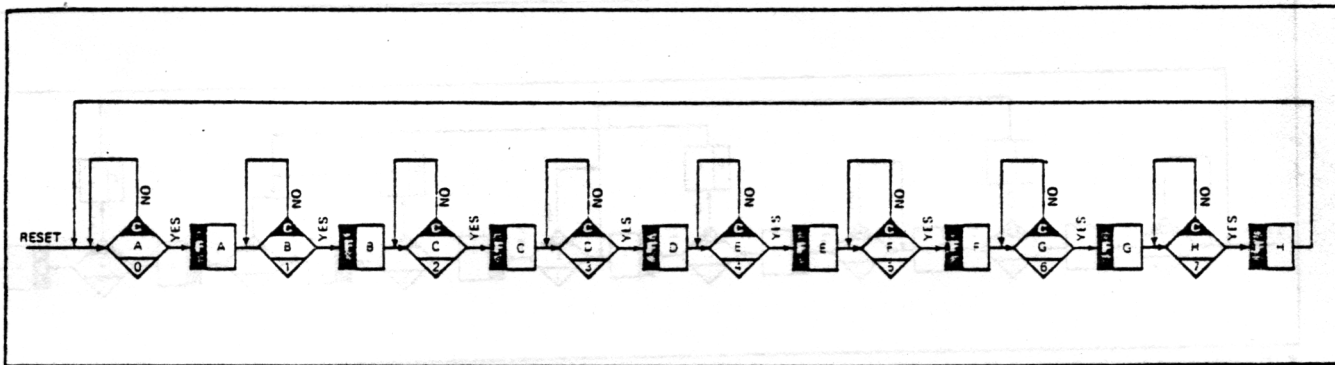 NO NO NO NO NO NO NO NO
C C C C C C C C
YES YES YES YES YES YES YES YES
RESET A A B B C C D D E E F F G G H H
0 1 2 3 4 5 6 7